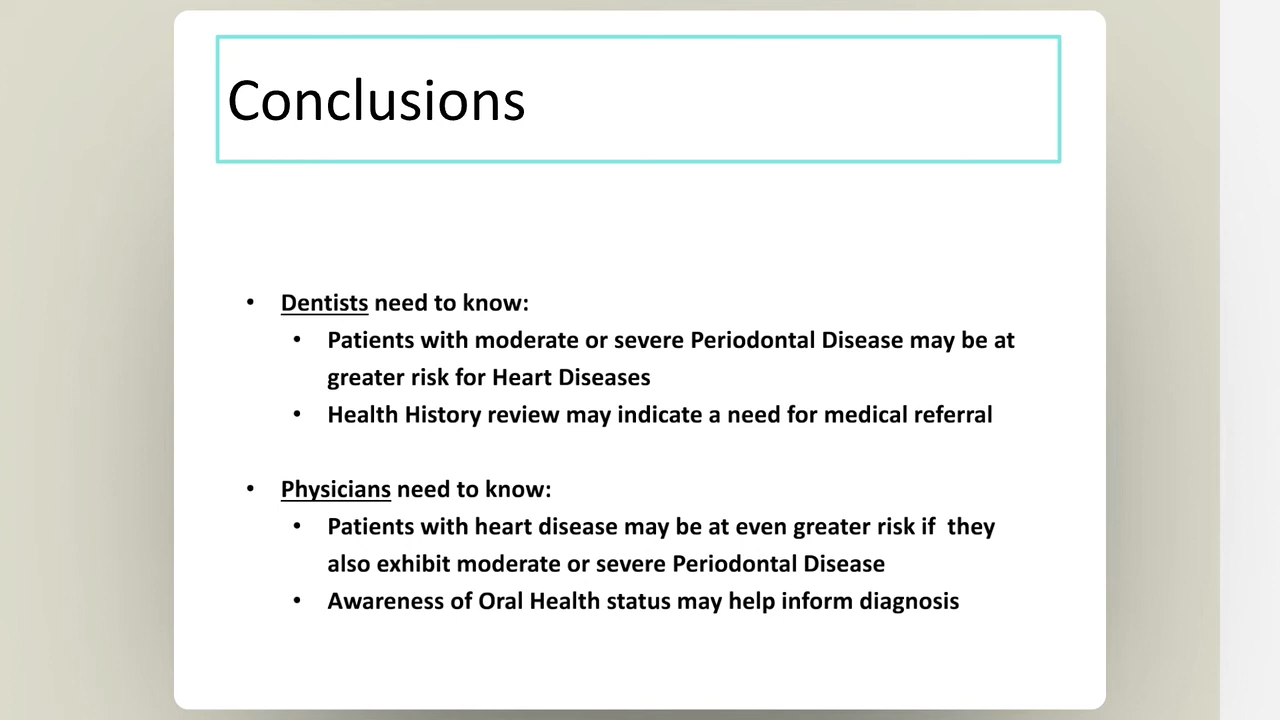 Conclusions
• Dentists need to know:
• Patients with moderate or severe Periodontal Disease may be at
greater risk for Heart Diseases
• Health History review may indicate a need for medical referral
• Physicians need to know:
• Patients with heart disease may be at even greater risk if  they
also exhibit moderate or severe Periodontal Disease
• Awareness of Oral Health status may help inform diagnosis